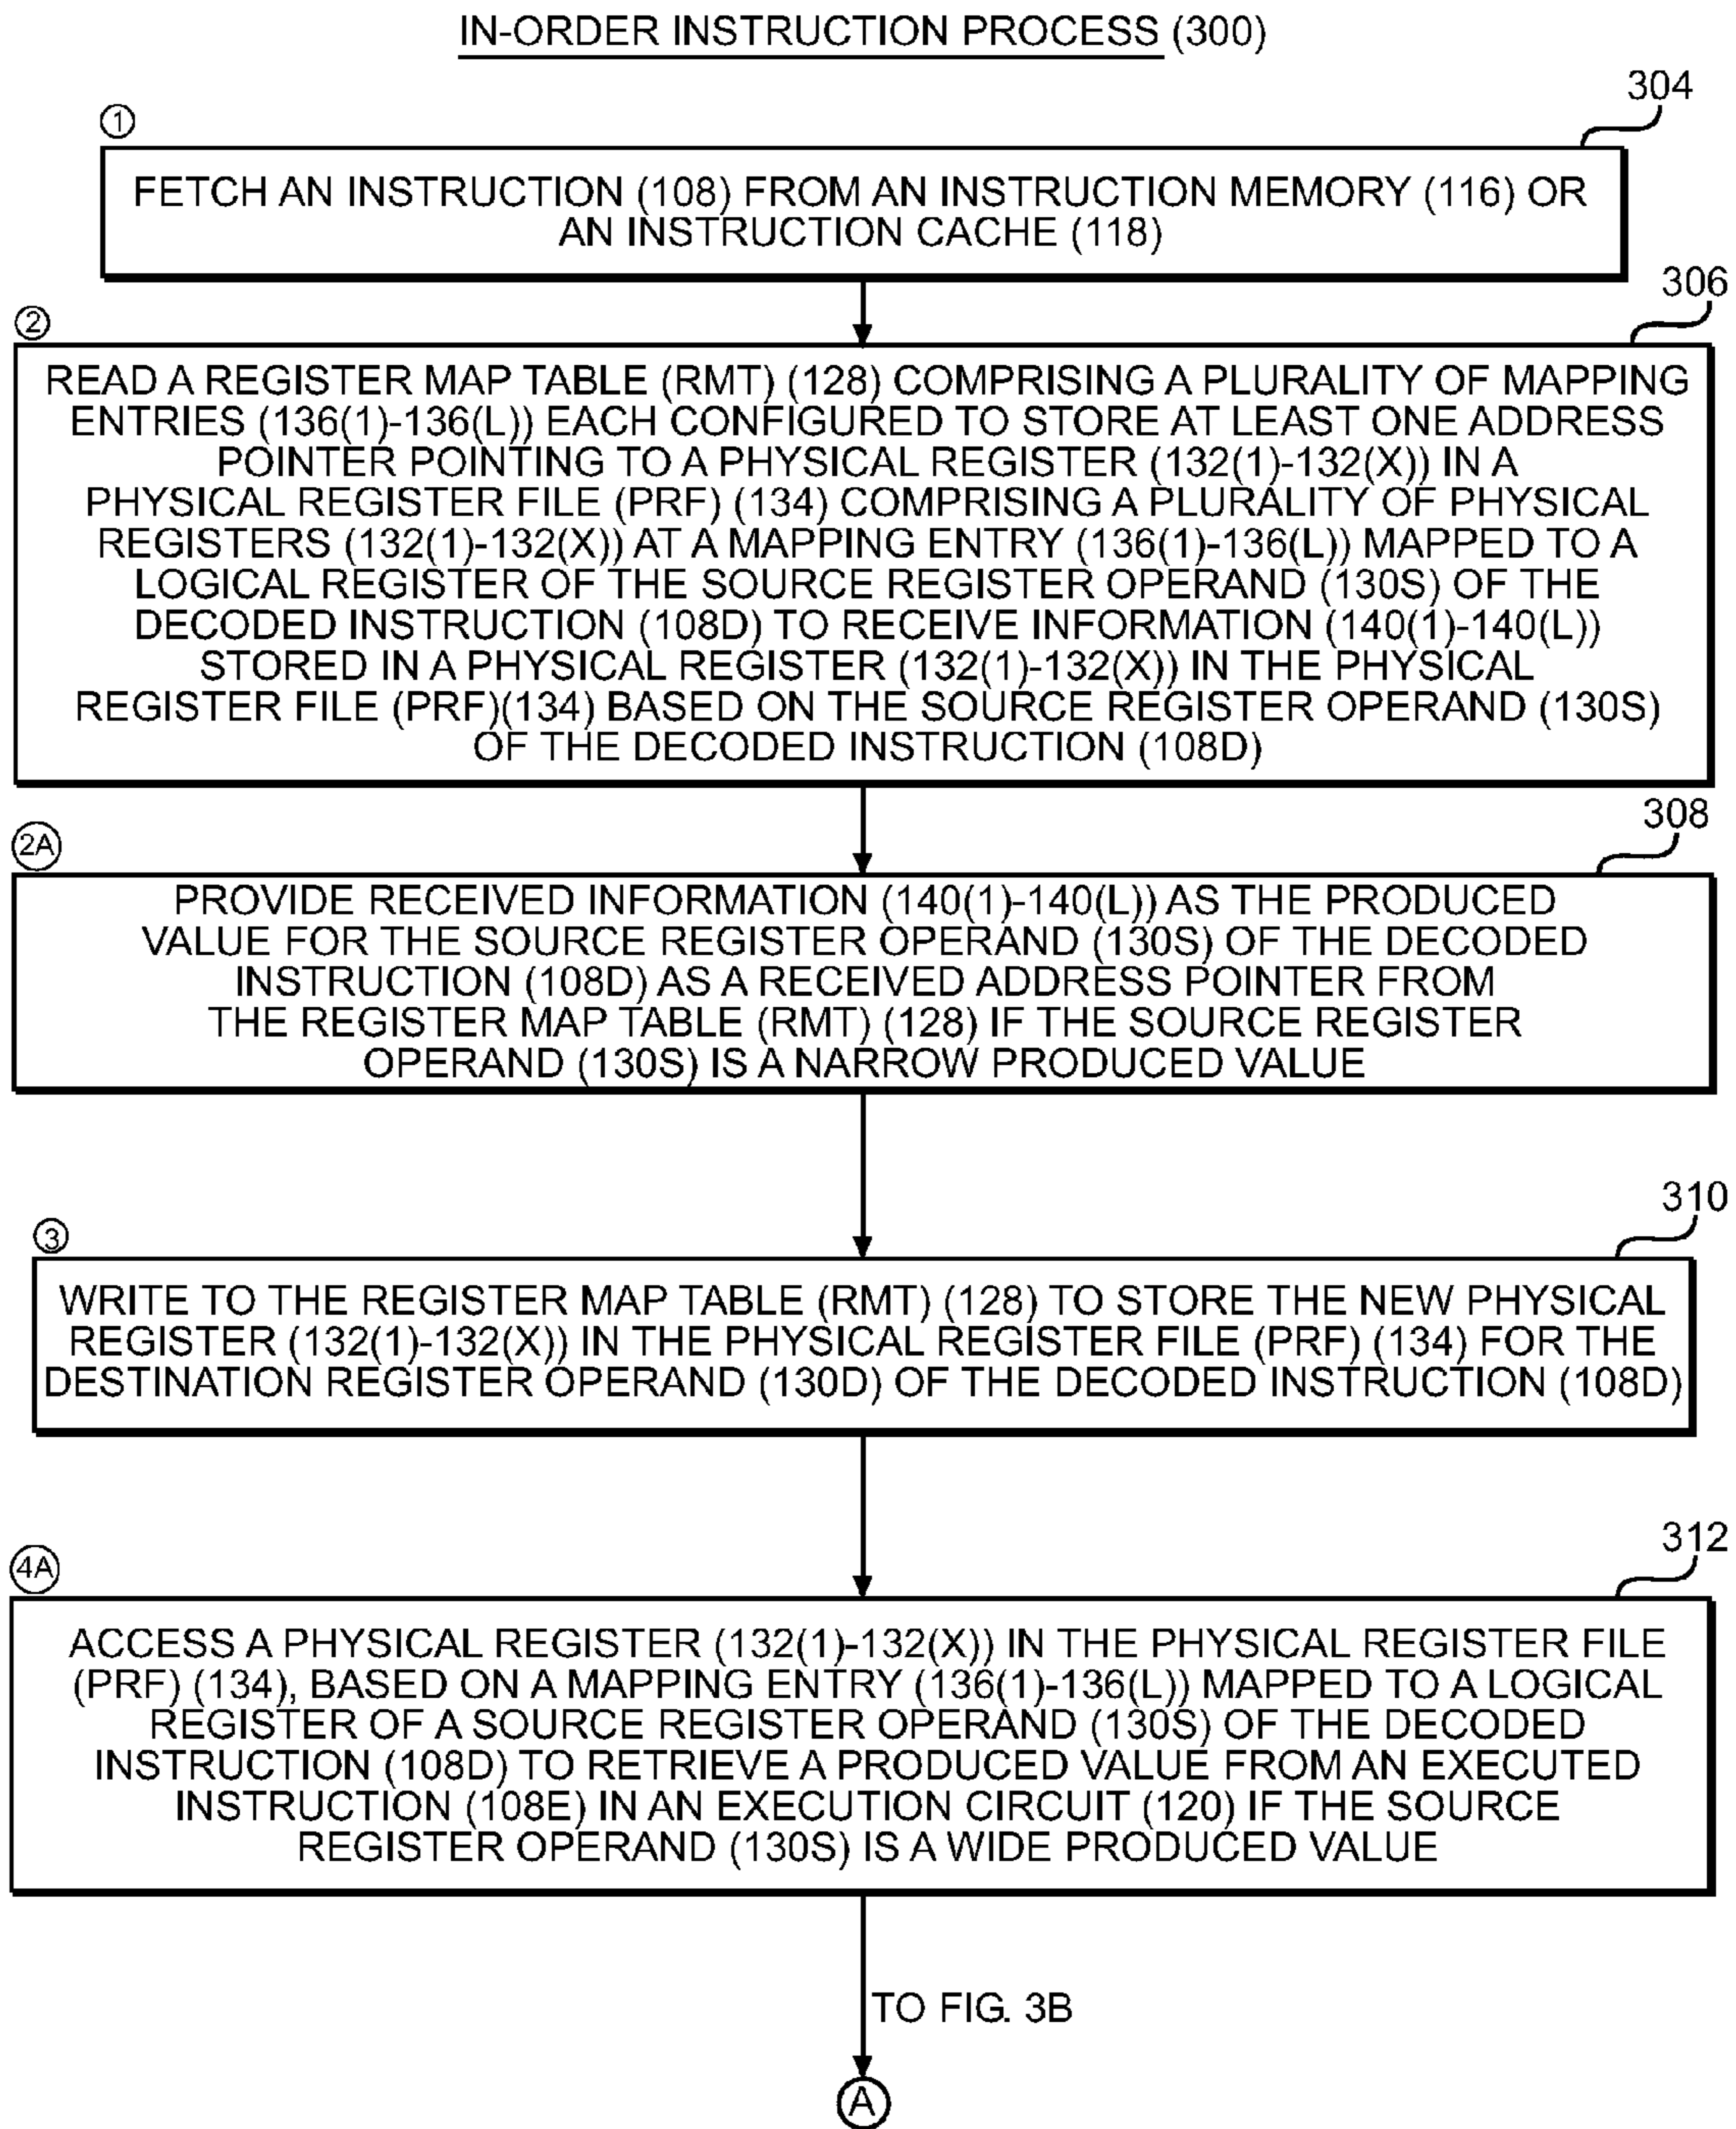 IN-ORDER INSTRUCTION PROCESS (300)
304
1
FETCH AN INSTRUCTION (108) FROM AN INSTRUCTION MEMORY (116) OR
AN INSTRUCTION CACHE (118)
306
2
READ A REGISTER MAP TABLE (RMT) (128) COMPRISING A PLURALITY OF MAPPING
ENTRIES (136(1)-136(L)) EACH CONFIGURED TO STORE AT LEAST ONE ADDRESS
POINTER POINTING TO A PHYSICAL REGISTER (132(1)-132(X)) IN A
PHYSICAL REGISTER FILE (PRF) (134) COMPRISING A PLURALITY OF PHYSICAL
REGISTERS (132(1)-132(X)) AT A MAPPING ENTRY (136(1)-136(L)) MAPPED TO A
LOGICAL REGISTER OF THE SOURCE REGISTER OPERAND (130S) OF THE
DECODED INSTRUCTION (108D) TO RECEIVE INFORMATION (140(1)-140(L))
STORED IN A PHYSICAL REGISTER (132(1)-132(X)) IN THE PHYSICAL
REGISTER FILE (PRF)(134) BASED ON THE SOURCE REGISTER OPERAND (130S)
OF THE DECODED INSTRUCTION (108D)
308
2A
PROVIDE RECEIVED INFORMATION (140(1)-140(L)) AS THE PRODUCED
VALUE FOR THE SOURCE REGISTER OPERAND (130S) OF THE DECODED
INSTRUCTION (108D) AS A RECEIVED ADDRESS POINTER FROM
THE REGISTER MAP TABLE (RMT) (128) IF THE SOURCE REGISTER
OPERAND (130S) IS A NARROW PRODUCED VALUE
310
3
WRITE TO THE REGISTER MAP TABLE (RMT) (128) TO STORE THE NEW PHYSICAL
REGISTER (132(1)-132(X)) IN THE PHYSICAL REGISTER FILE (PRF) (134) FOR THE
DESTINATION REGISTER OPERAND (130D) OF THE DECODED INSTRUCTION (108D)
312
4A
ACCESS A PHYSICAL REGISTER (132(1)-132(X)) IN THE PHYSICAL REGISTER FILE
(PRF) (134), BASED ON A MAPPING ENTRY (136(1)-136(L)) MAPPED TO A LOGICAL
REGISTER OF A SOURCE REGISTER OPERAND (130S) OF THE DECODED
INSTRUCTION (108D) TO RETRIEVE A PRODUCED VALUE FROM AN EXECUTED
INSTRUCTION (108E) IN AN EXECUTION CIRCUIT (120) IF THE SOURCE
REGISTER OPERAND (130S) IS A WIDE PRODUCED VALUE
TO FIG. 3B
A